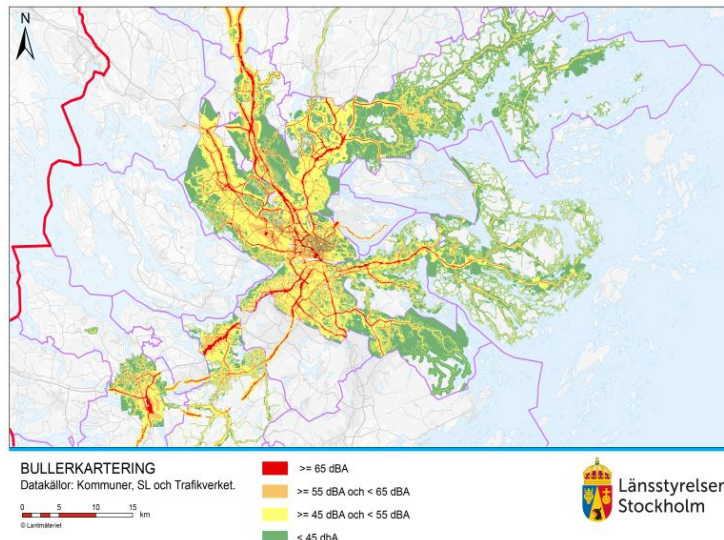 N
BULLERKARTERING
Datakällor: Kommuner, SL och Trafikverket.
0 5 10 15
km
© Lantmäteriet
>= 65 dBA
>= 55 dBA och < 65 dBA
>= 45 dBA och < 55 dBA
< 45 dbA
Länsstyrelser
Stockholm